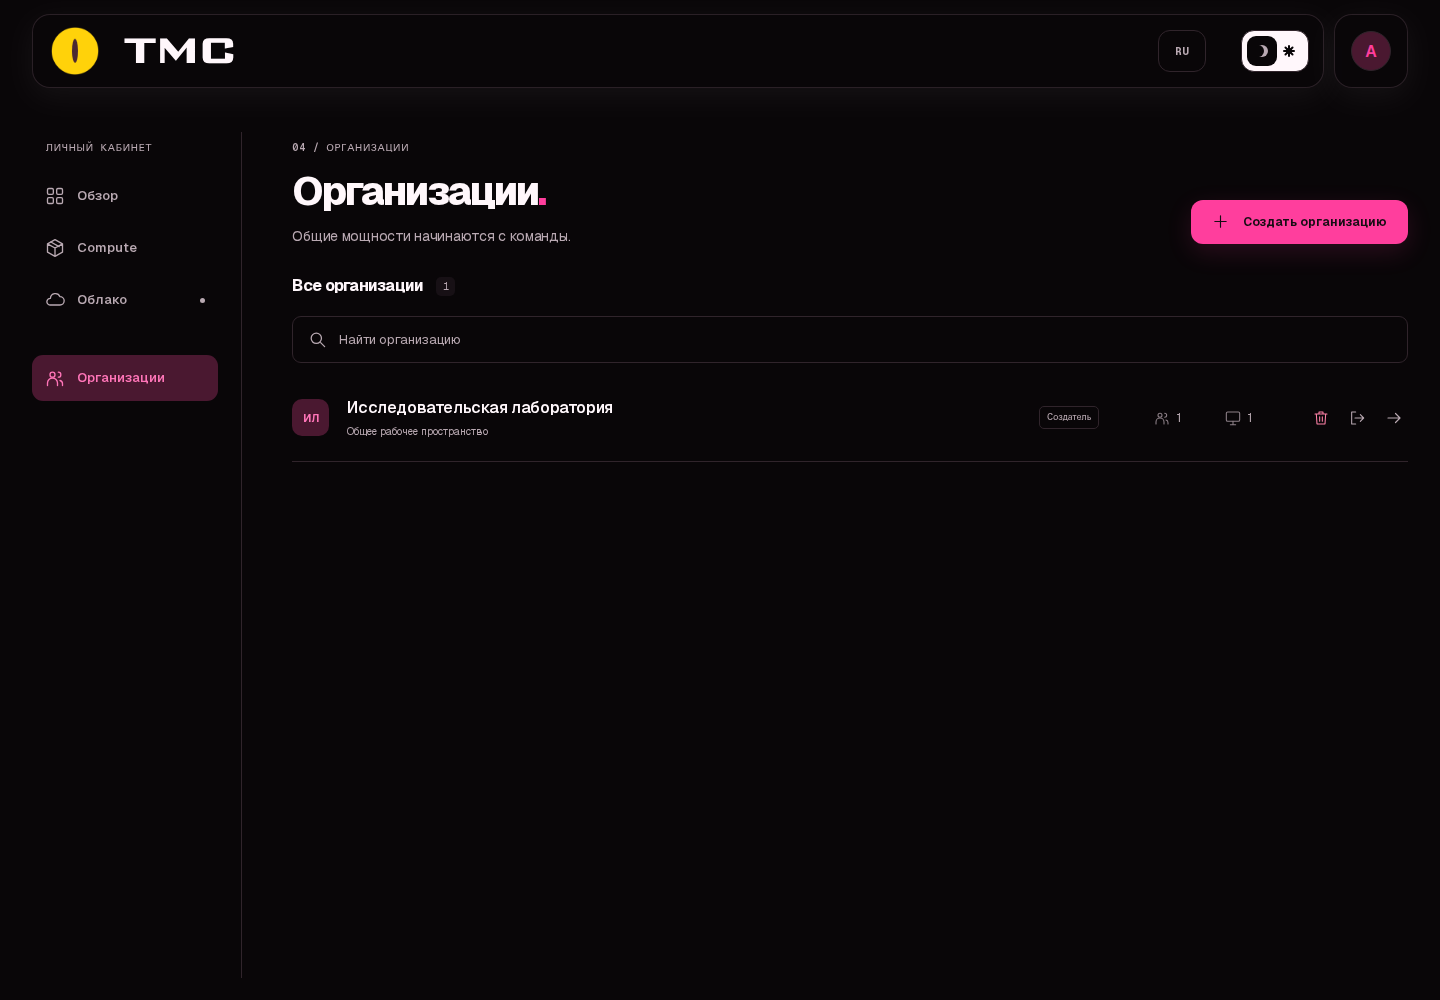 TMC
RU
A
ЛИЧНЫЙ КАБИНЕТ
Обзор
Compute
Облако
Организации
04 / ОРГАНИЗАЦИИ
Организации.
Общие мощности начинаются с команды.
Создать организацию
Все организации 1
Найти организацию
ИЛ
Исследовательская лаборатория
Общее рабочее пространство
Создатель
1
1